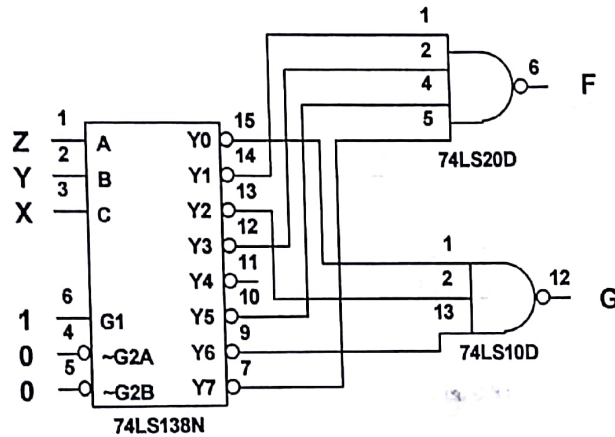 1
2
4
5
6
F
74LS20D
Z 1 A
Y 2 B
X 3 C
1 6 G1
0 4 ~G2A
0 5 ~G2B
Y0 15
Y1 14
Y2 13
Y3 12
Y4 11
Y5 10
Y6 9
Y7 7
74LS138N
1
2
13
12
G
74LS10D